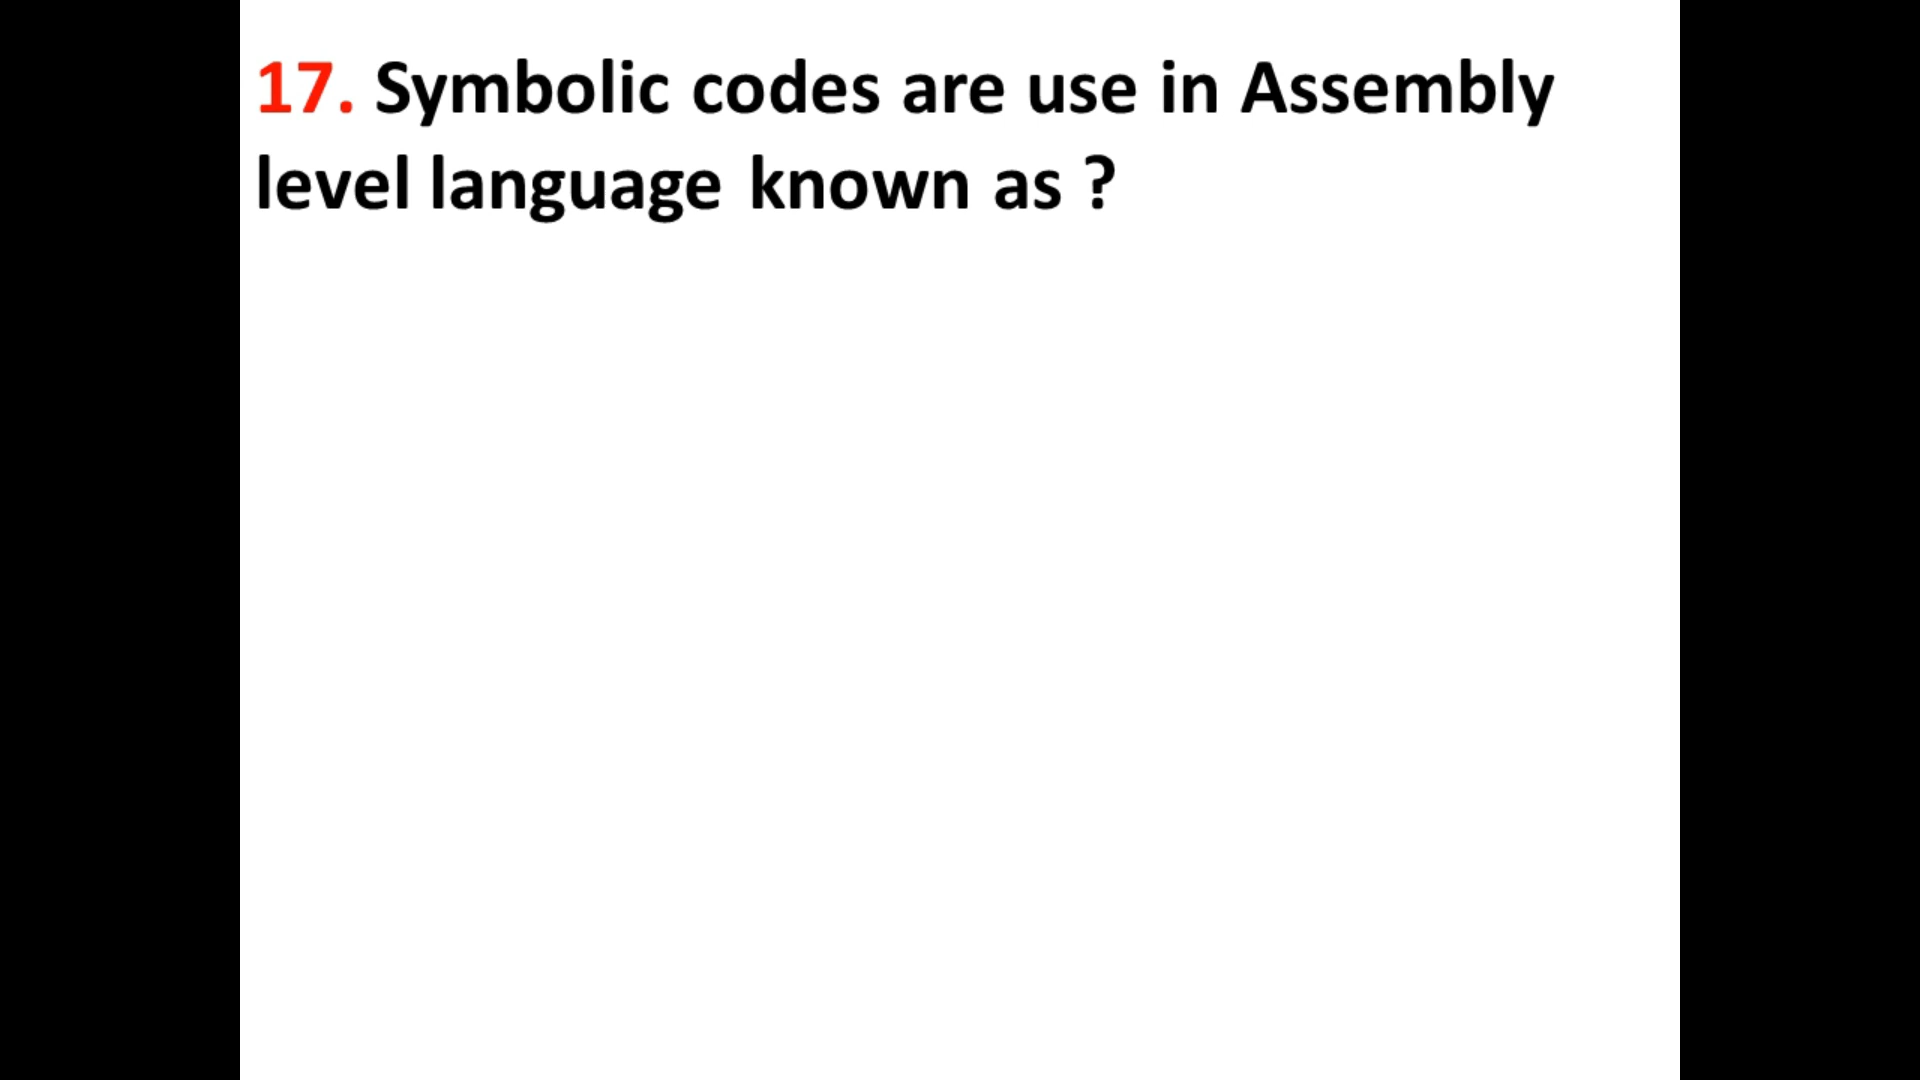 17. Symbolic codes are use in Assembly
level language known as ?